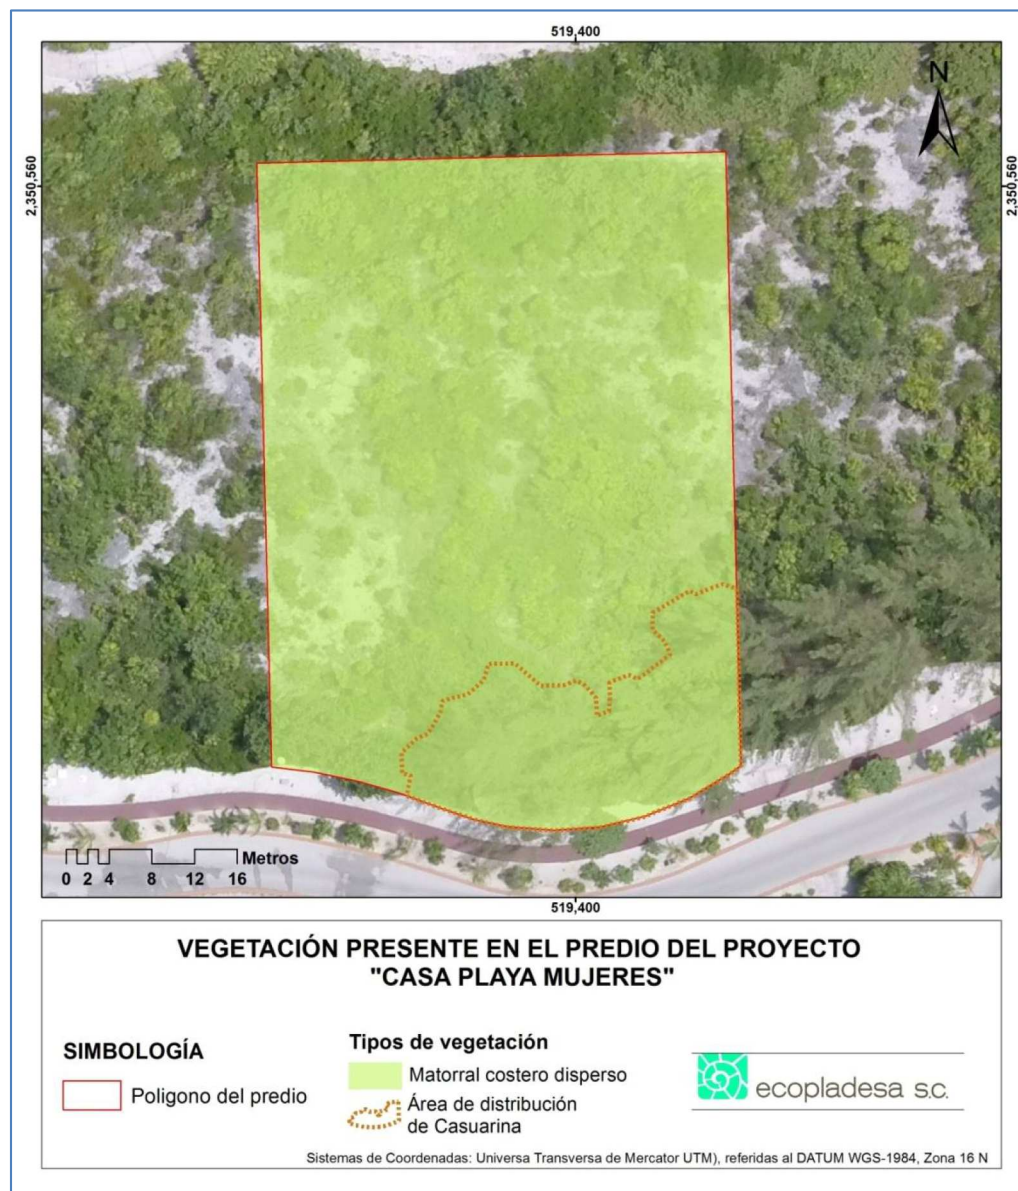 519,400
N
2,350,560
2,350,560
Metros
0 2 4 8 12 16
519,400
VEGETACIÓN PRESENTE EN EL PREDIO DEL PROYECTO
"CASA PLAYA MUJERES"
SIMBOLOGÍA
Poligono del predio
Tipos de vegetación
Matorral costero disperso
Área de distribución
de Casuarina
ecopladesa s.c.
Sistemas de Coordenadas: Universa Transversa de Mercator UTM), referidas al DATUM WGS-1984, Zona 16 N